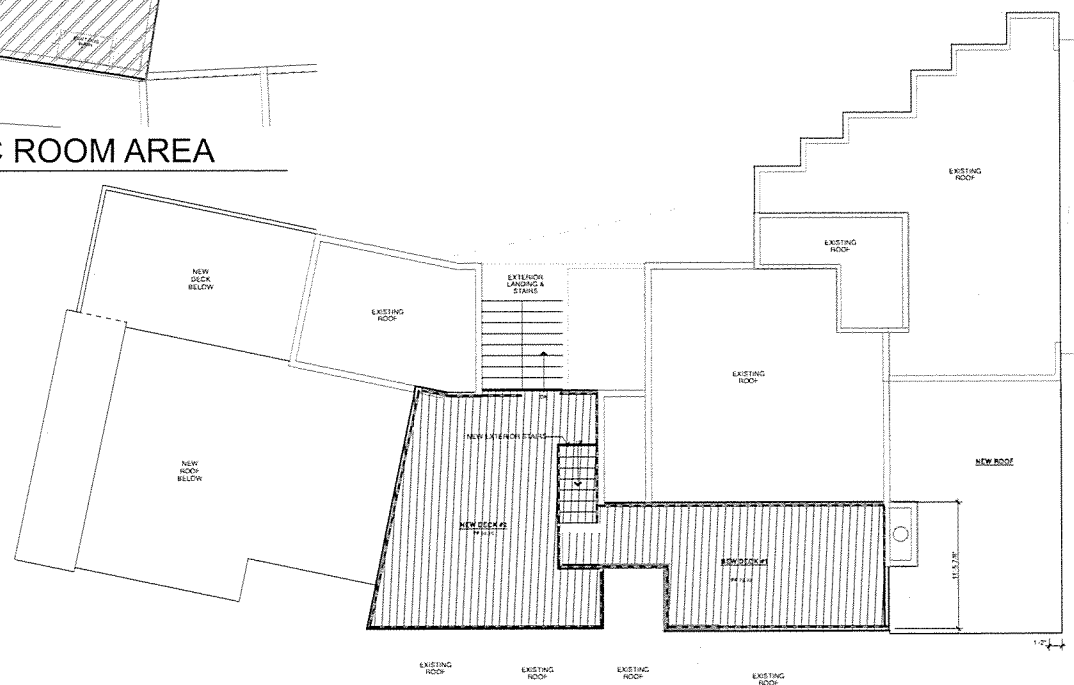 C ROOM AREA
EXISTING
ROOF
EXISTING
ROOF
NEW
DECK
BELOW
EXTERIOR
LANDING &
STAIRS
EXISTING
ROOF
EXISTING
ROOF
NEW EXTERIOR STAIRS
NEW
ROOF
BELOW
NEW ROOF
NEW DECK #2
NEW DECK #1
EXISTING
ROOF
EXISTING
ROOF
EXISTING
ROOF
EXISTING
ROOF